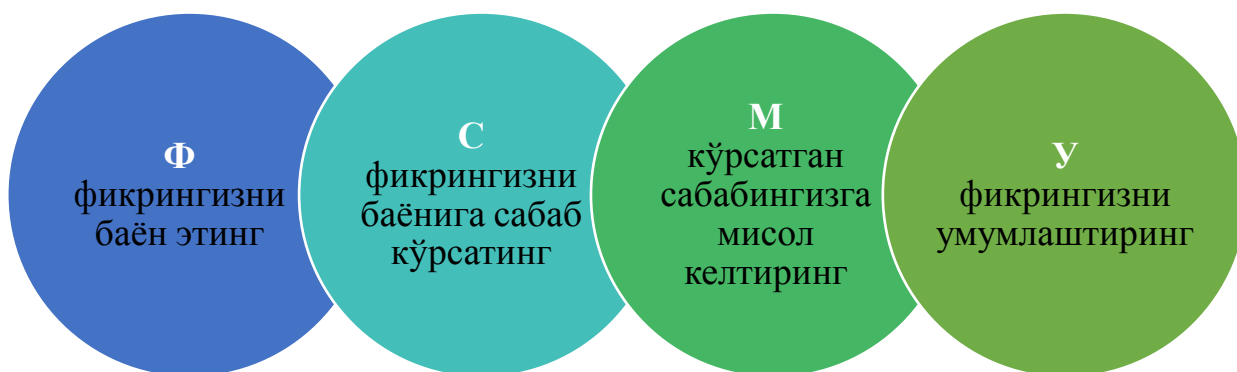 Ф
фикрингизни
баён этинг
С
фикрингизни
баёнига сабаб
кўрсатинг
М
кўрсатган
сабабингизга
мисол
келтиринг
У
фикрингизни
умумлаштиринг